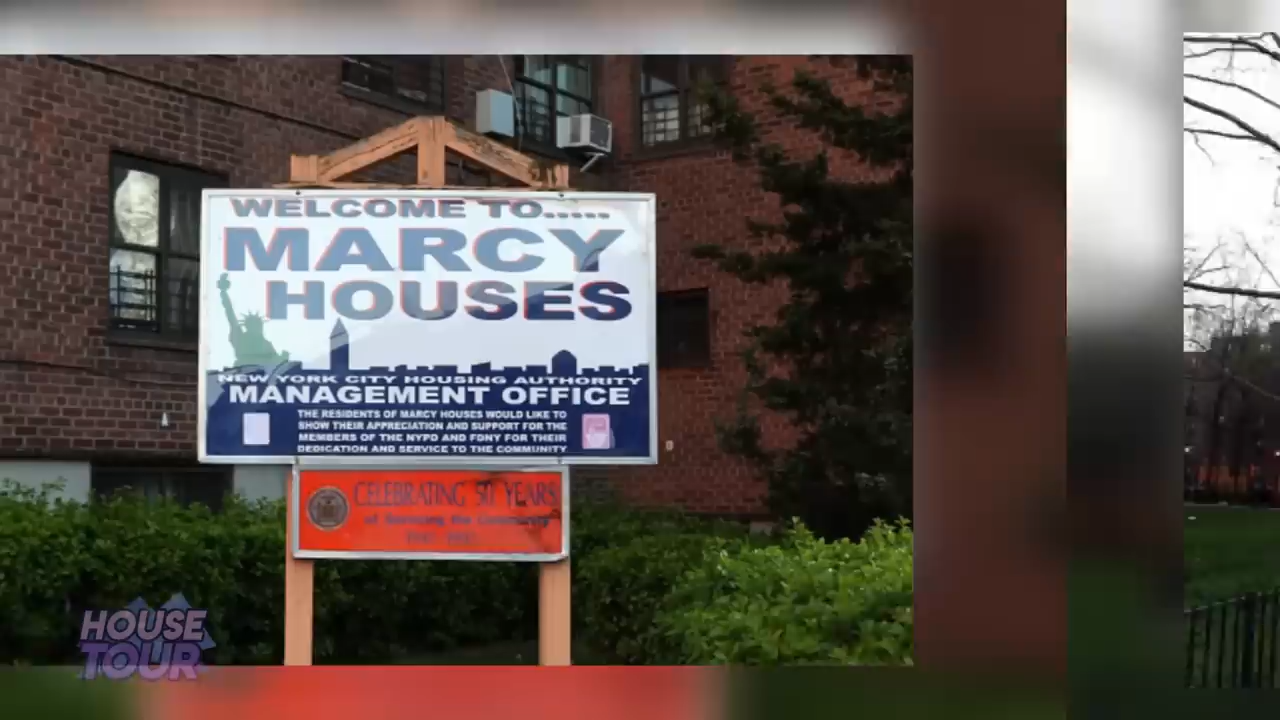 WELCOME TO.....
MARCY
HOUSES
NEW YORK CITY HOUSING AUTHORITY
MANAGEMENT OFFICE
THE RESIDENTS OF MARCY HOUSES WOULD LIKE TO
SHOW THEIR APPRECIATION AND SUPPORT FOR THE
MEMBERS OF THE NYPD AND FDNY FOR THEIR
DEDICATION AND SERVICE TO THE COMMUNITY
CELEBRATING 50 YEARS
of Servicing the Community
HOUSE
TOUR